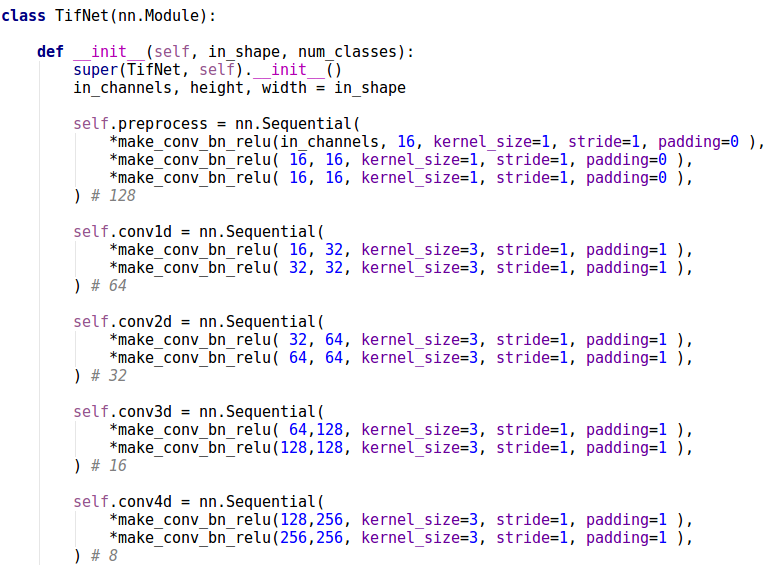 class TifNet(nn.Module):

    def __init__(self, in_shape, num_classes):
        super(TifNet, self).__init__()
        in_channels, height, width = in_shape

        self.preprocess = nn.Sequential(
            *make_conv_bn_relu(in_channels, 16, kernel_size=1, stride=1, padding=0 ),
            *make_conv_bn_relu( 16, 16, kernel_size=1, stride=1, padding=0 ),
            *make_conv_bn_relu( 16, 16, kernel_size=1, stride=1, padding=0 ),
        ) # 128

        self.conv1d = nn.Sequential(
            *make_conv_bn_relu( 16, 32, kernel_size=3, stride=1, padding=1 ),
            *make_conv_bn_relu( 32, 32, kernel_size=3, stride=1, padding=1 ),
        ) # 64

        self.conv2d = nn.Sequential(
            *make_conv_bn_relu( 32, 64, kernel_size=3, stride=1, padding=1 ),
            *make_conv_bn_relu( 64, 64, kernel_size=3, stride=1, padding=1 ),
        ) # 32

        self.conv3d = nn.Sequential(
            *make_conv_bn_relu( 64,128, kernel_size=3, stride=1, padding=1 ),
            *make_conv_bn_relu(128,128, kernel_size=3, stride=1, padding=1 ),
        ) # 16

        self.conv4d = nn.Sequential(
            *make_conv_bn_relu(128,256, kernel_size=3, stride=1, padding=1 ),
            *make_conv_bn_relu(256,256, kernel_size=3, stride=1, padding=1 ),
        ) # 8